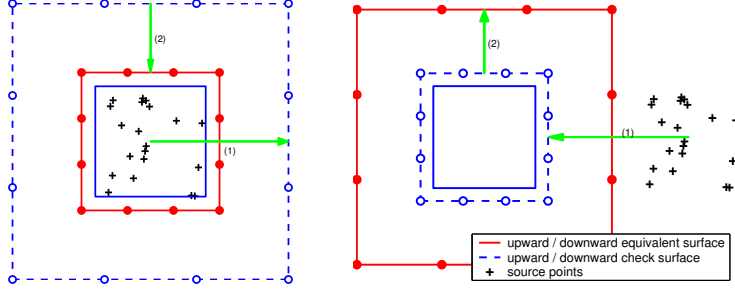 (2)
(1)
(2)
(1)
upward / downward equivalent surface
upward / downward check surface
source points